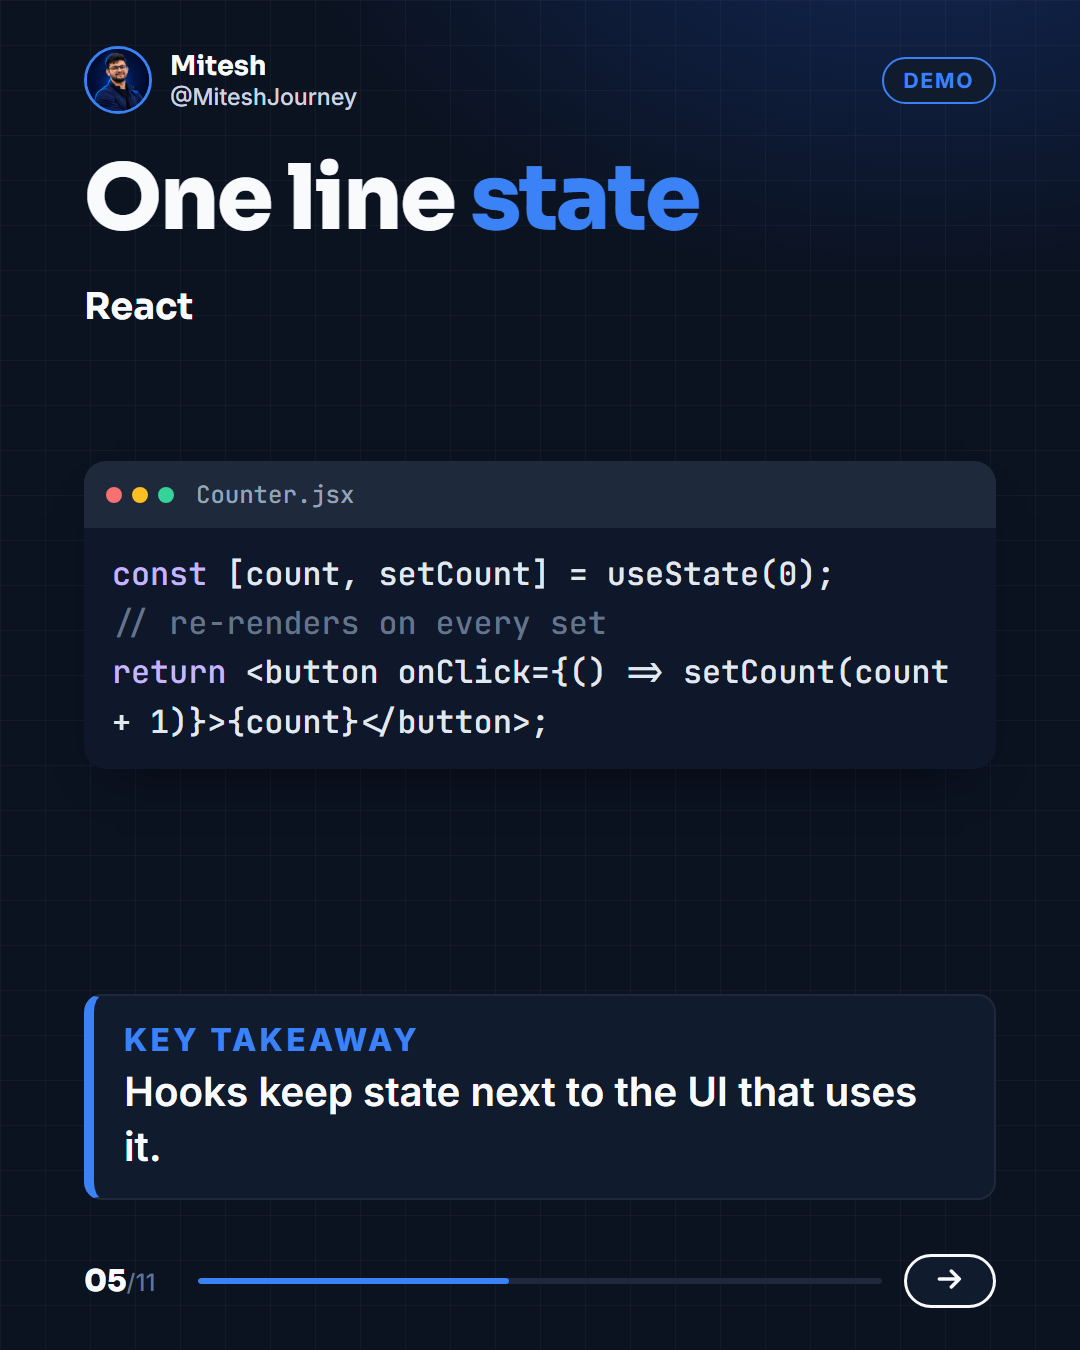 Mitesh
@MiteshJourney
DEMO
One line state
React
Counter.jsx
const [count, setCount] = useState(0);
// re-renders on every set
return <button onClick={() => setCount(count
+ 1)}>{count}</button>;
KEY TAKEAWAY
Hooks keep state next to the UI that uses
it.
05/11
→